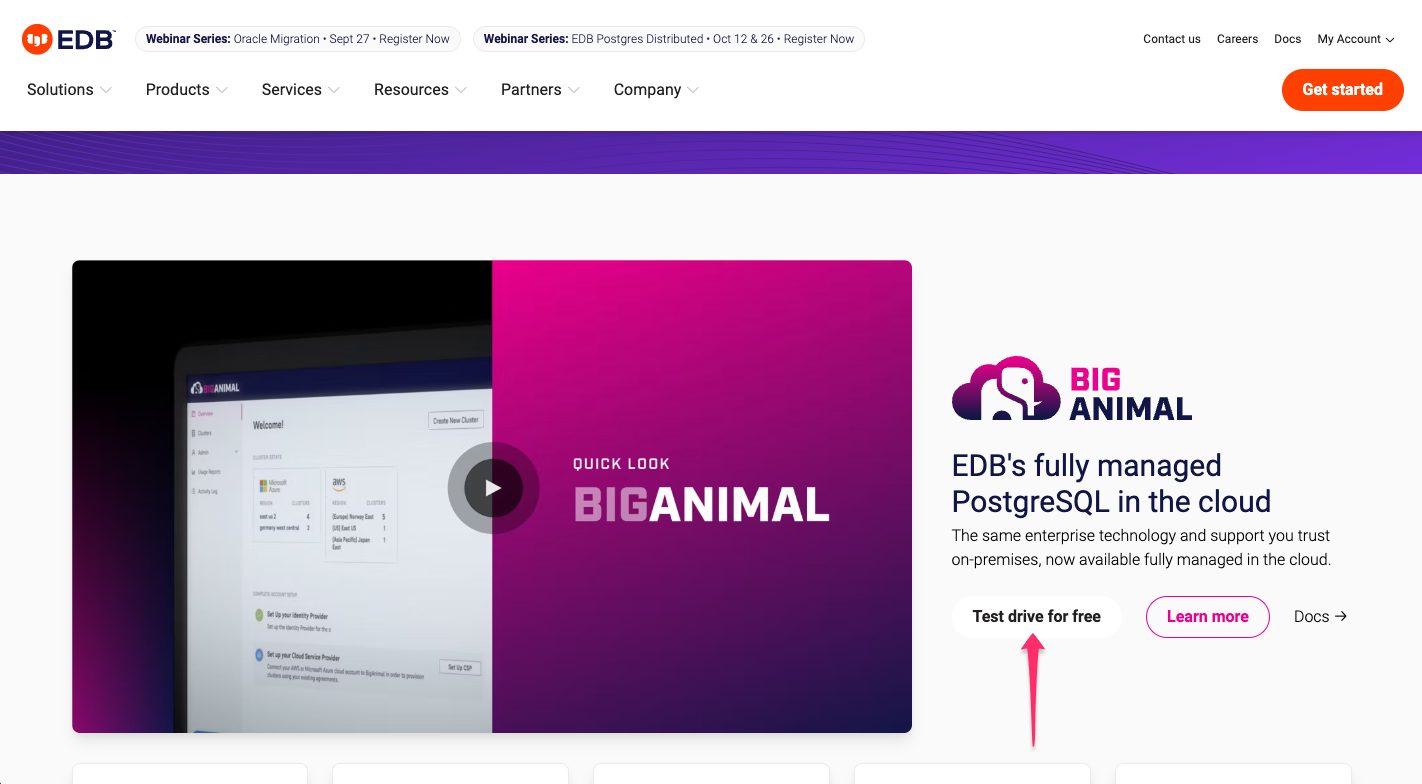 EDB
Webinar Series: Oracle Migration • Sept 27 • Register Now
Webinar Series: EDB Postgres Distributed • Oct 12 & 26 • Register Now
Contact us
Careers
Docs
My Account
Solutions
Products
Services
Resources
Partners
Company
Get started
BIGANIMAL
Overview
Clusters
Admin
Usage Reports
Activity Log
Welcome!
Create New Cluster
CLUSTER ESTATE
Microsoft
Azure
REGION CLUSTERS
east us 2 4
germany west central 3
aws
REGION CLUSTERS
(Europe) Norway East 5
(US) East US 1
(Asia Pacific) Japan 1
East
COMPLETE ACCOUNT SETUP
Set Up your Identity Provider
Set up the Identity Provider for the o
Set up your Cloud Service Provider
Connect your AWS or Microsoft Azure cloud account to BigAnimal in order to provision
clusters using your existing agreements.
Set Up CSP
QUICK LOOK
BIGANIMAL
BIG
ANIMAL
EDB's fully managed
PostgreSQL in the cloud
The same enterprise technology and support you trust
on-premises, now available fully managed in the cloud.
Test drive for free
Learn more
Docs →